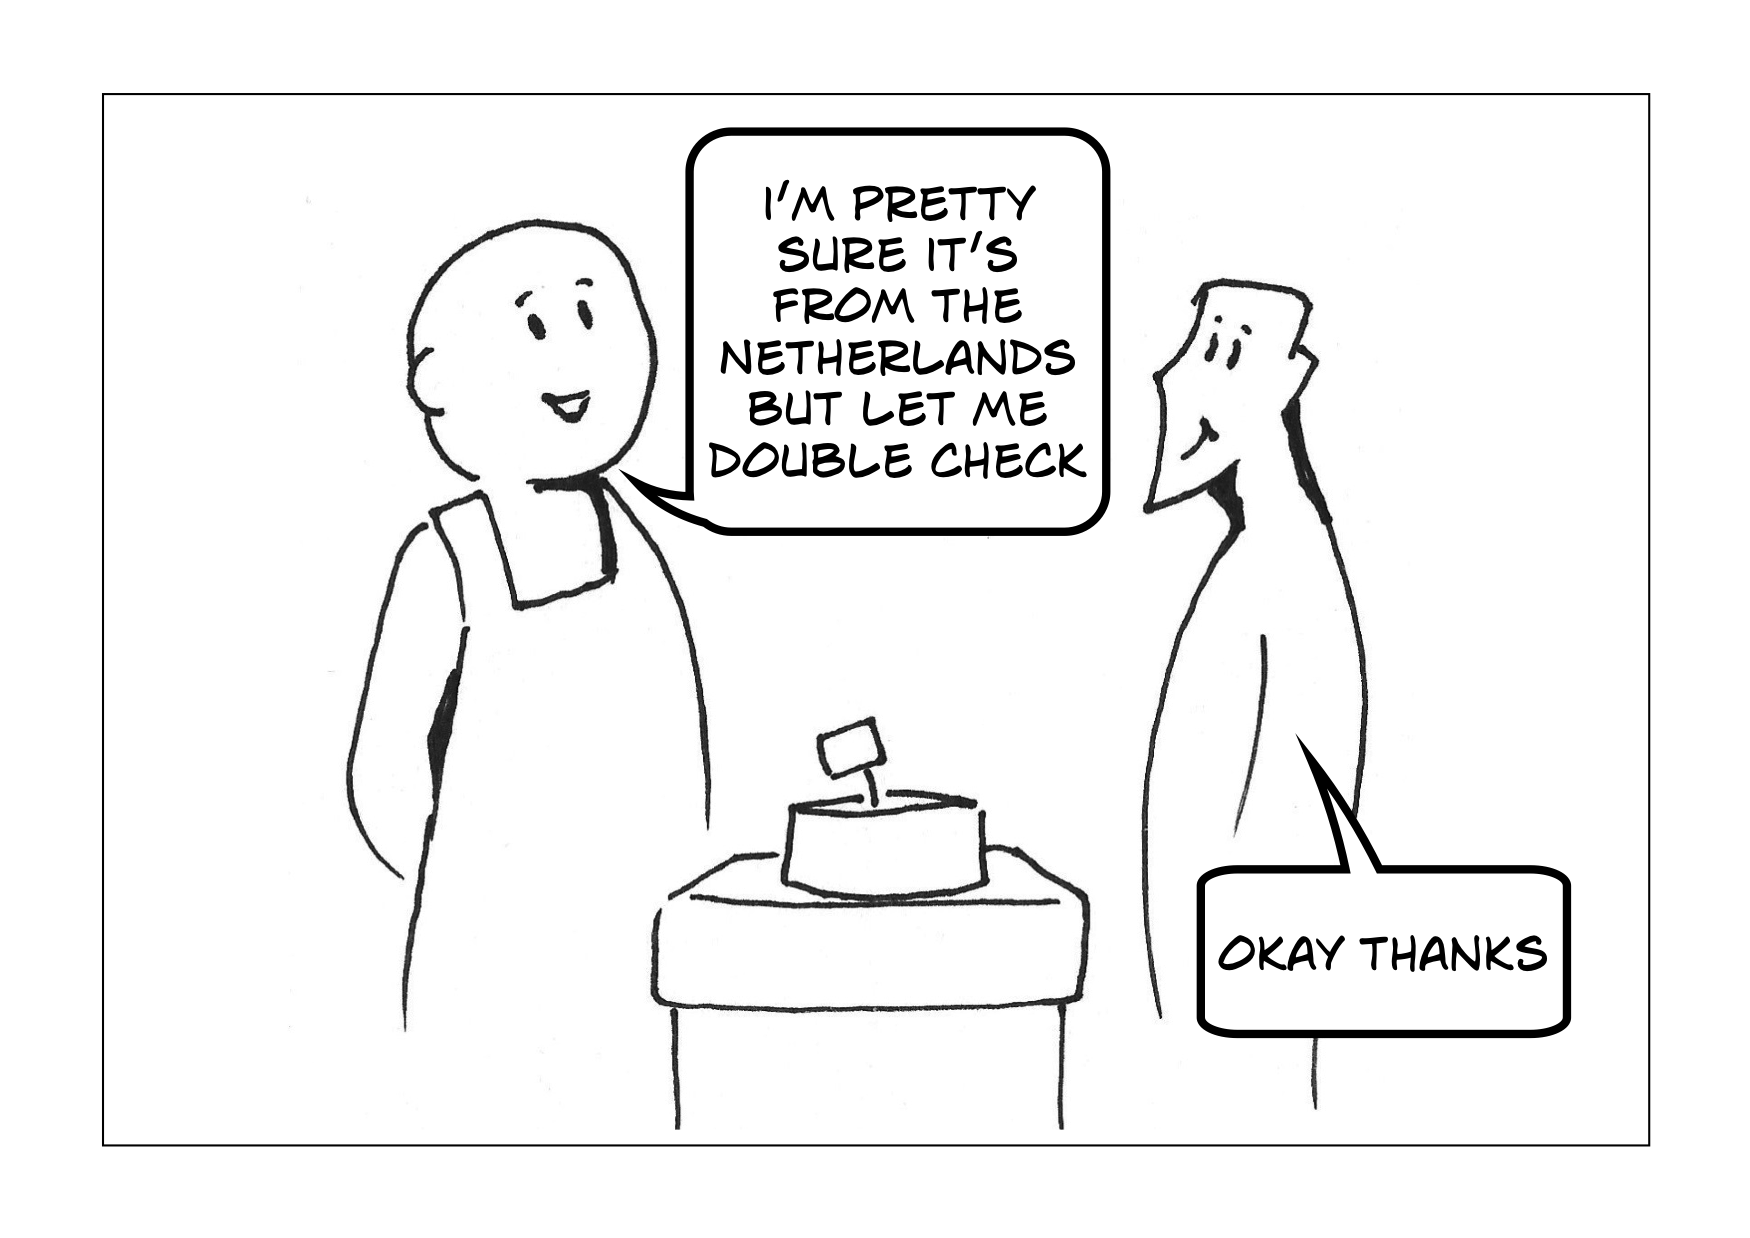 I'M PRETTY
SURE IT'S
FROM THE
NETHERLANDS
BUT LET ME
DOUBLE CHECK
OKAY THANKS